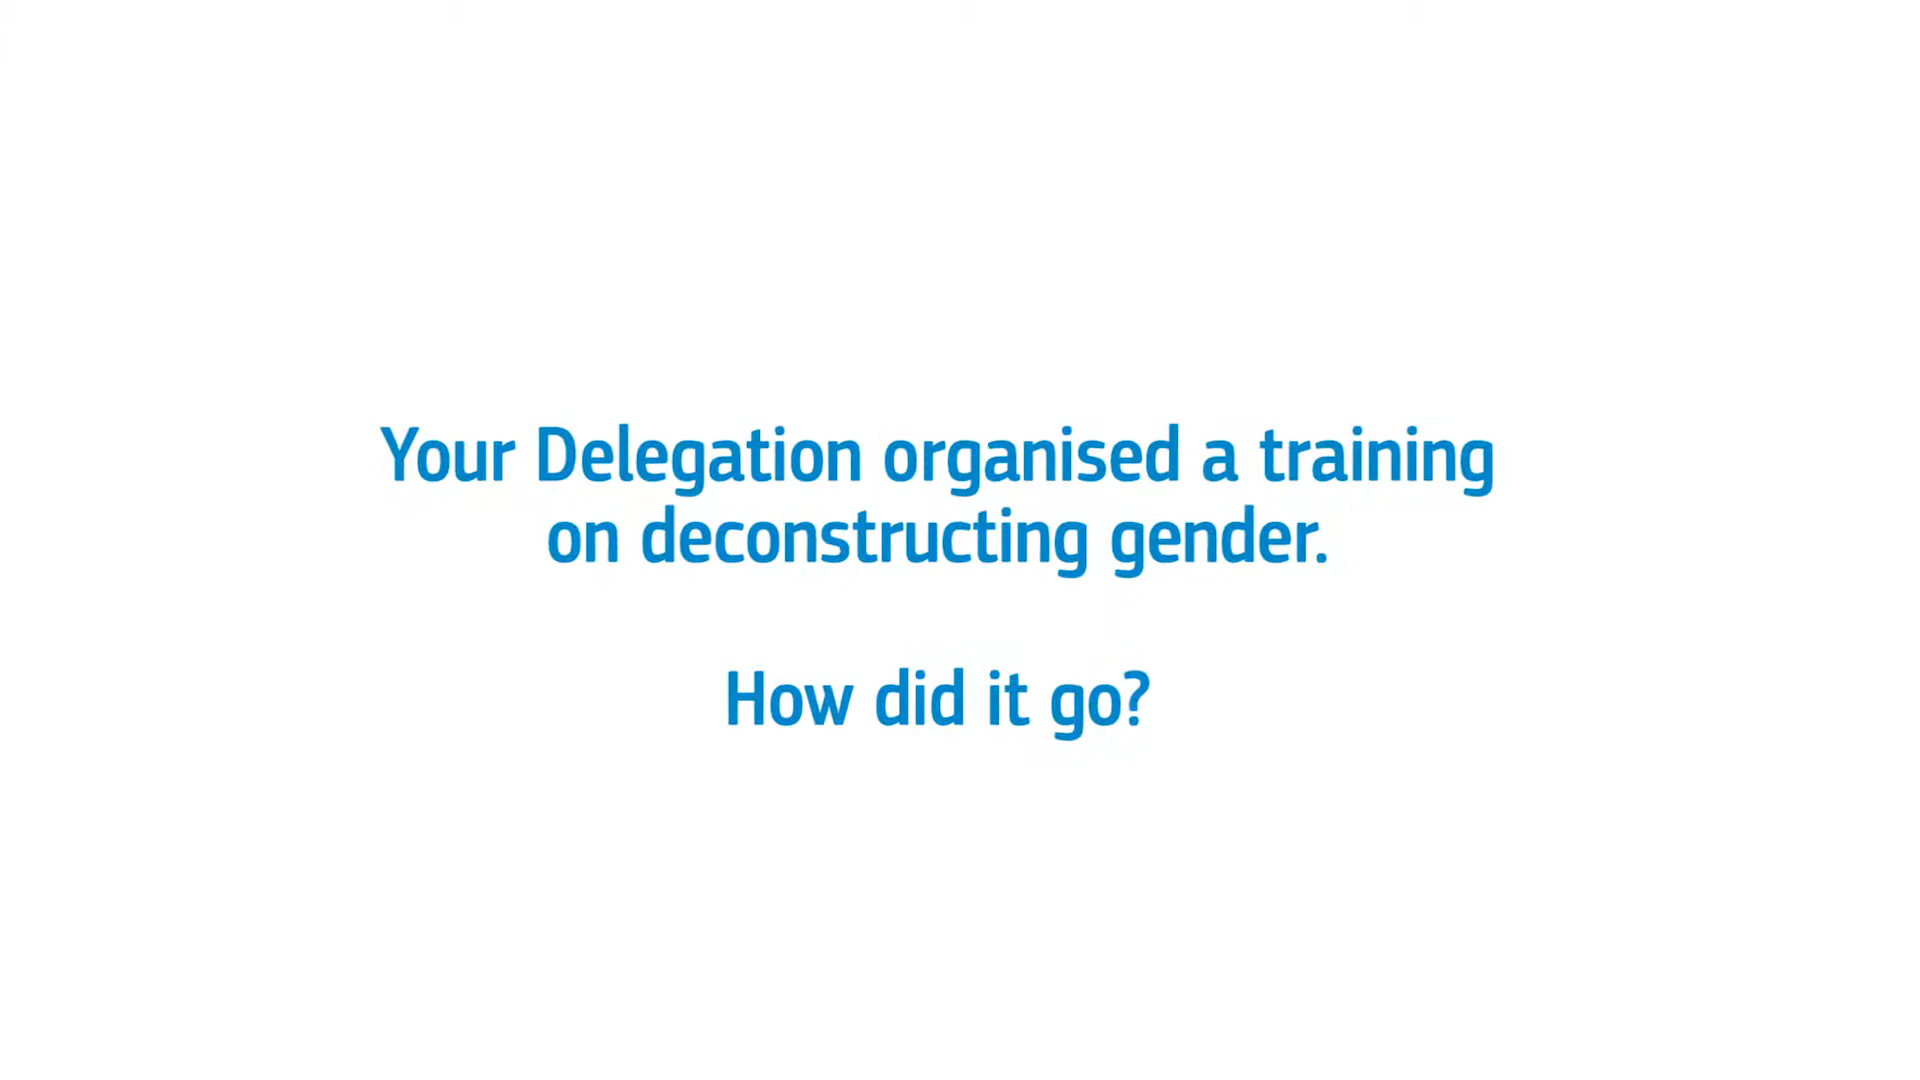 Your Delegation organised a training
on deconstructing gender.
How did it go?